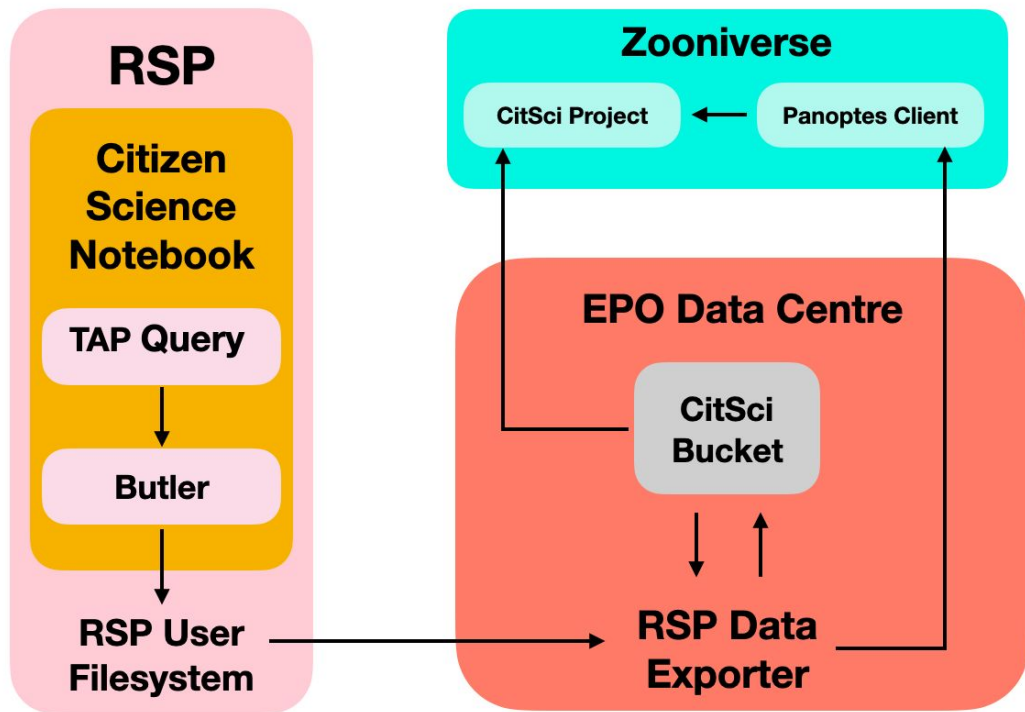 RSP
Citizen
Science
Notebook
TAP Query
Butler
RSP User
Filesystem
Zooniverse
CitSci Project
Panoptes Client
EPO Data Centre
CitSci
Bucket
RSP Data
Exporter